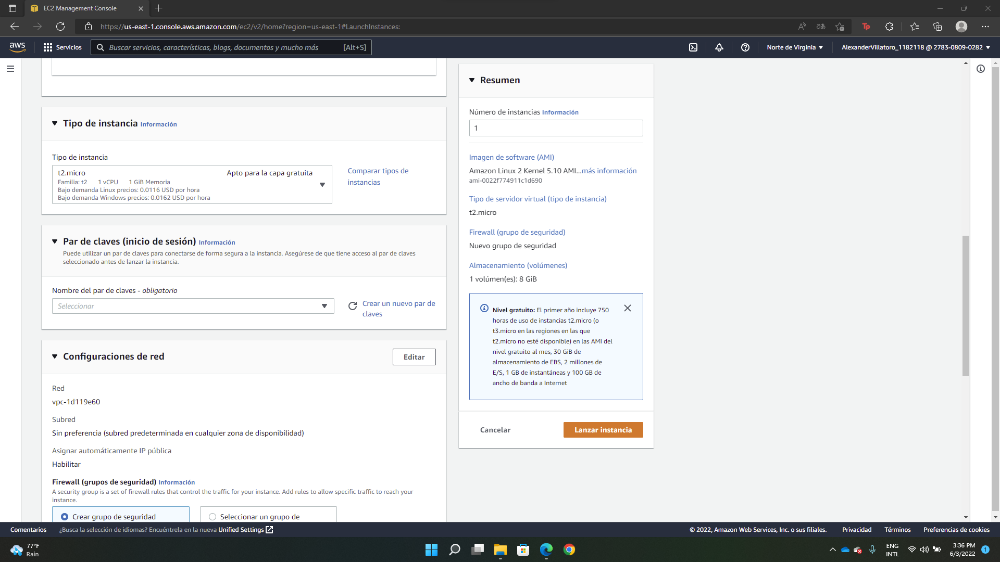 EC2 Management Console
https://us-east-1.console.aws.amazon.com/ec2/v2/home?region=us-east-1#LaunchInstances:
aws
Servicios
Buscar servicios, características, blogs, documentos y mucho más [Alt+S]
Norte de Virginia
AlexanderVillatoro_1182118 @ 2783-0809-0282
Tipo de instancia Información
Tipo de instancia
t2.micro Apto para la capa gratuita
Familia: t2 1 vCPU 1 GiB Memoria
Bajo demanda Linux precios: 0.0116 USD por hora
Bajo demanda Windows precios: 0.0162 USD por hora
Comparar tipos de
instancias
Par de claves (inicio de sesión) Información
Puede utilizar un par de claves para conectarse de forma segura a la instancia. Asegúrese de que tiene acceso al par de claves
seleccionado antes de lanzar la instancia.
Nombre del par de claves - obligatorio
Seleccionar
Crear un nuevo par de
claves
Configuraciones de red
Editar
Red
vpc-1d119e60
Subred
Sin preferencia (subred predeterminada en cualquier zona de disponibilidad)
Asignar automáticamente IP pública
Habilitar
Firewall (grupos de seguridad) Información
A security group is a set of firewall rules that control the traffic for your instance. Add rules to allow specific traffic to reach your
instance.
Crear grupo de seguridad
Seleccionar un grupo de
Resumen
Número de instancias Información
1
Imagen de software (AMI)
Amazon Linux 2 Kernel 5.10 AMI...más información
ami-0022f774911c1d690
Tipo de servidor virtual (tipo de instancia)
t2.micro
Firewall (grupo de seguridad)
Nuevo grupo de seguridad
Almacenamiento (volúmenes)
1 volúmen(es): 8 GiB
Nivel gratuito: El primer año incluye 750
horas de uso de instancias t2.micro (o
t3.micro en las regiones en las que
t2.micro no esté disponible) en las AMI del
nivel gratuito al mes, 30 GiB de
almacenamiento de EBS, 2 millones de
E/S, 1 GB de instantáneas y 100 GB de
ancho de banda a Internet
Cancelar
Lanzar instancia
Comentarios
¿Busca la selección de idiomas? Encuéntrela en la nueva Unified Settings
© 2022, Amazon Web Services, Inc. o sus filiales.
Privacidad
Términos
Preferencias de cookies
77°F
Rain
ENG
INTL
3:36 PM
6/3/2022
1